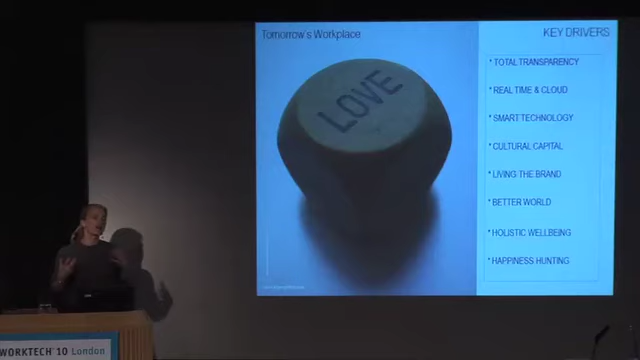 Tomorrow's Workplace
KEY DRIVERS
LOVE
* TOTAL TRANSPARENCY
* REAL TIME & CLOUD
* SMART TECHNOLOGY
* CULTURAL CAPITAL
* LIVING THE BRAND
* BETTER WORLD
* HOLISTIC WELLBEING
* HAPPINESS HUNTING
WORKTECH 10 London